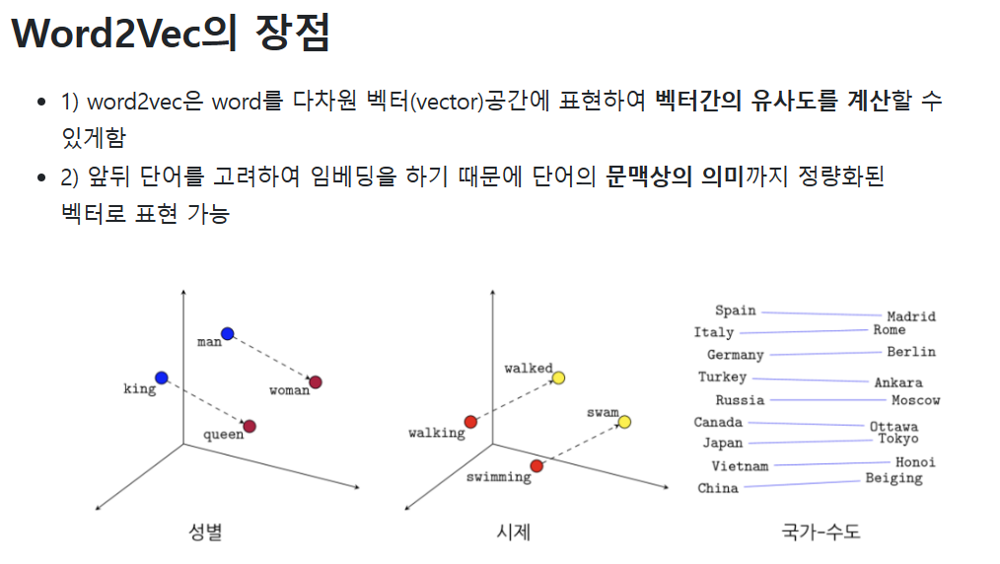 Word2Vec의 장점
• 1) word2vec은 word를 다차원 벡터(vector)공간에 표현하여 벡터간의 유사도를 계산할 수
있게함
• 2) 앞뒤 단어를 고려하여 임베딩을 하기 때문에 단어의 문맥상의 의미까지 정량화된
벡터로 표현 가능
man
king
woman
queen
성별
walked
walking
swam
swimming
시제
Spain Madrid
Italy Rome
Germany Berlin
Turkey Ankara
Russia Moscow
Canada Ottawa
Japan Tokyo
Vietnam Honoi
China Beiging
국가-수도